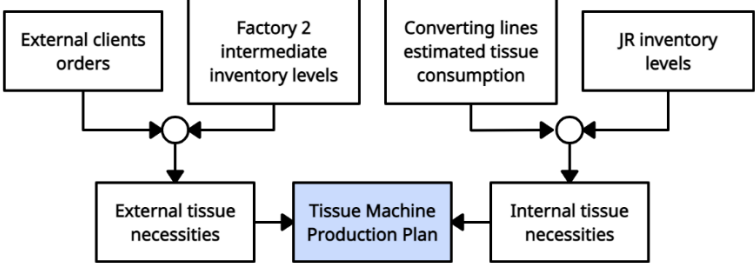 External clients
orders
Factory 2
intermediate
inventory levels
Converting lines
estimated tissue
consumption
JR inventory
levels
External tissue
necessities
Tissue Machine
Production Plan
Internal tissue
necessities